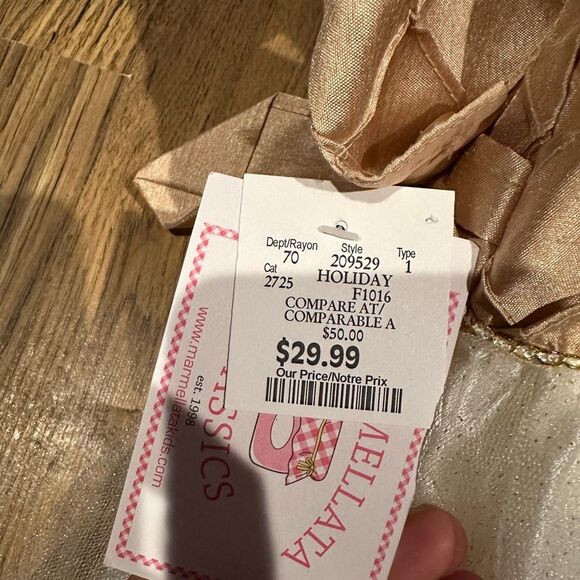 Dept/Rayon Style Type
70 209529 1
Cat HOLIDAY
2725 F1016
COMPARE AT/
COMPARABLE A
$50.00
$29.99
Our Price/Notre Prix
www.marmellatakids.com
est. 1998
MELLATA
SSICS